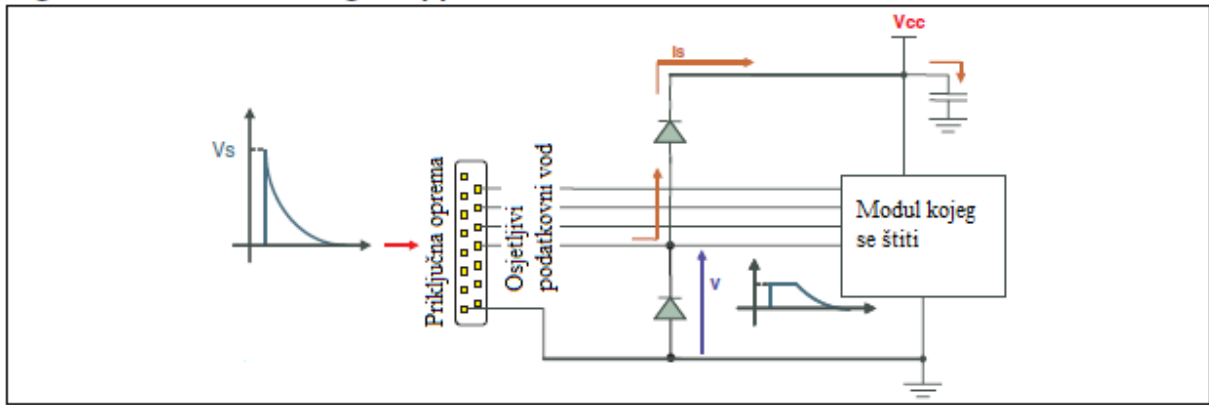 Vcc
Is
Vs
Priključna oprema
Osjetljivi
podatkovni vod
Modul kojeg
se štiti
V